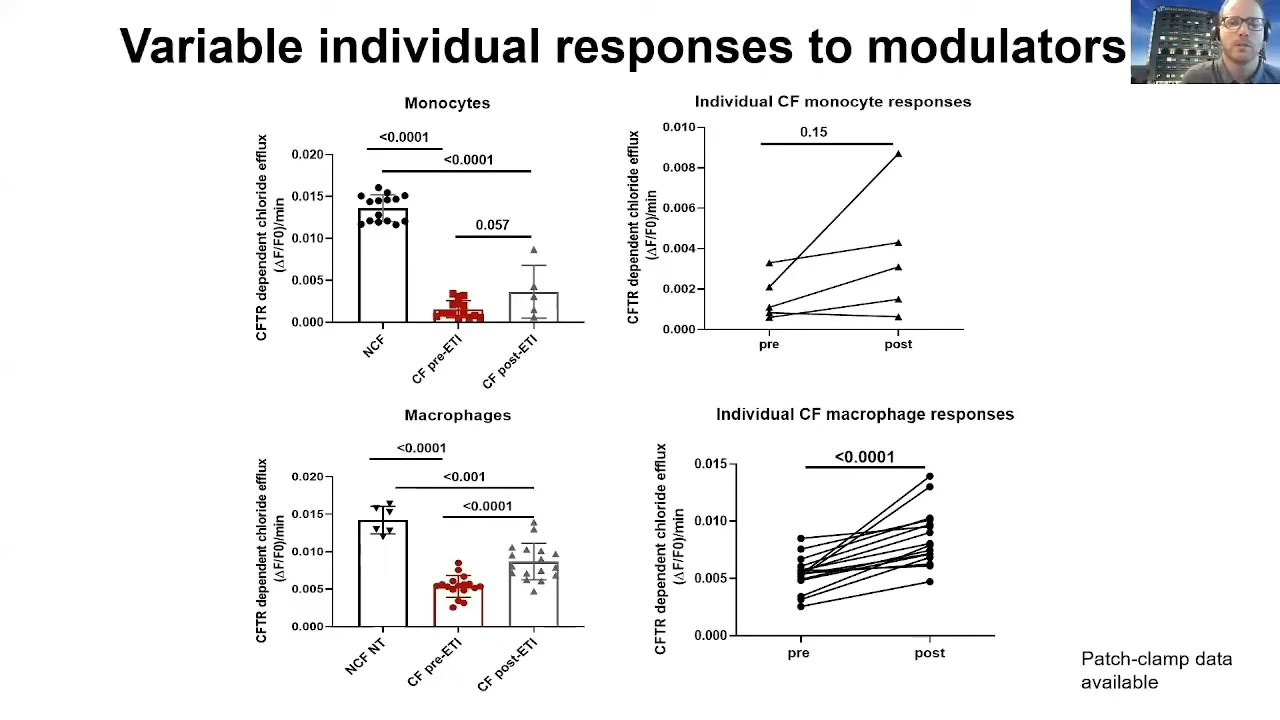 Variable individual responses to modulators
Monocytes
<0.0001
<0.0001
0.057
CFTR dependent chloride efflux
(ΔF/F0)/min
0.020
0.015
0.010
0.005
0.000
NCF
CF pre-ETI
CF post-ETI
Individual CF monocyte responses
0.15
CFTR dependent chloride efflux
(ΔF/F0)/min
0.010
0.008
0.006
0.004
0.002
0.000
pre
post
Macrophages
<0.0001
<0.001
<0.0001
CFTR dependent chloride efflux
(ΔF/F0)/min
0.020
0.015
0.010
0.005
0.000
NCF NT
CF pre-ETI
CF post-ETI
Individual CF macrophage responses
<0.0001
CFTR dependent chloride efflux
(ΔF/F0)/min
0.015
0.010
0.005
0.000
pre
post
Patch-clamp data
available